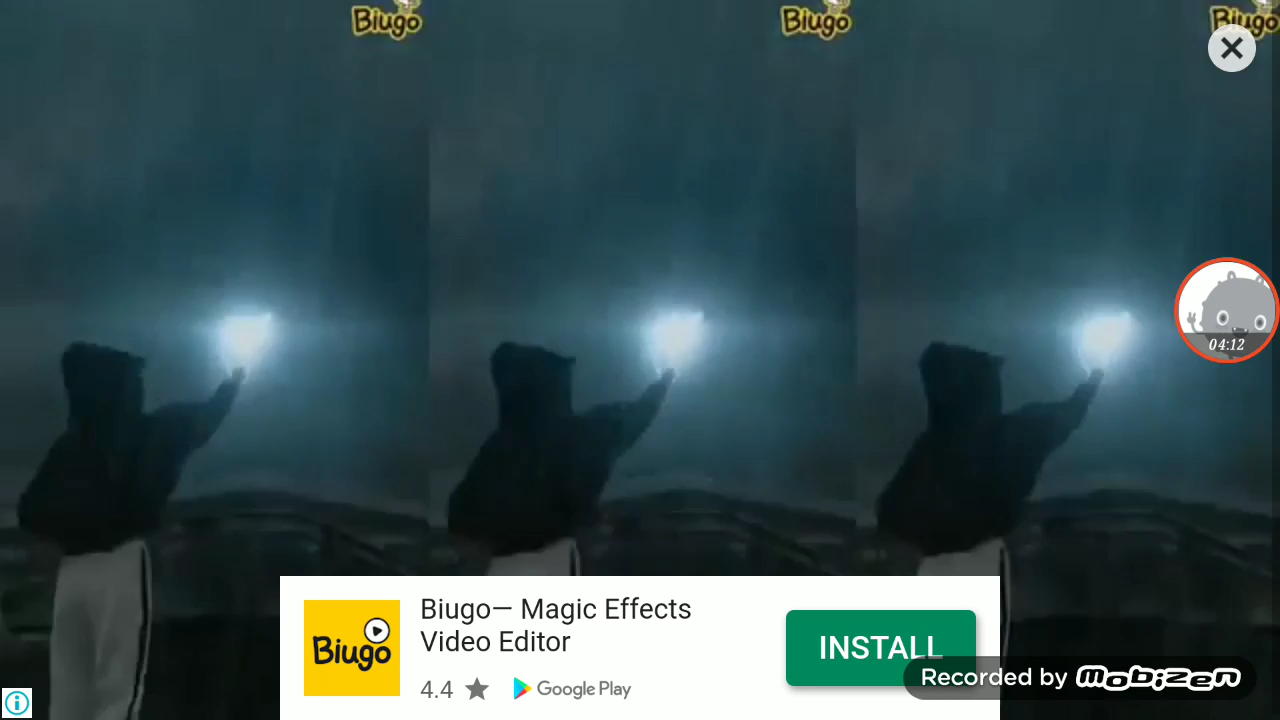 Biugo
Biugo
Biugo
04:12
Biugo
Biugo— Magic Effects
Video Editor
4.4
Google Play
INSTALL
Recorded by mobizen